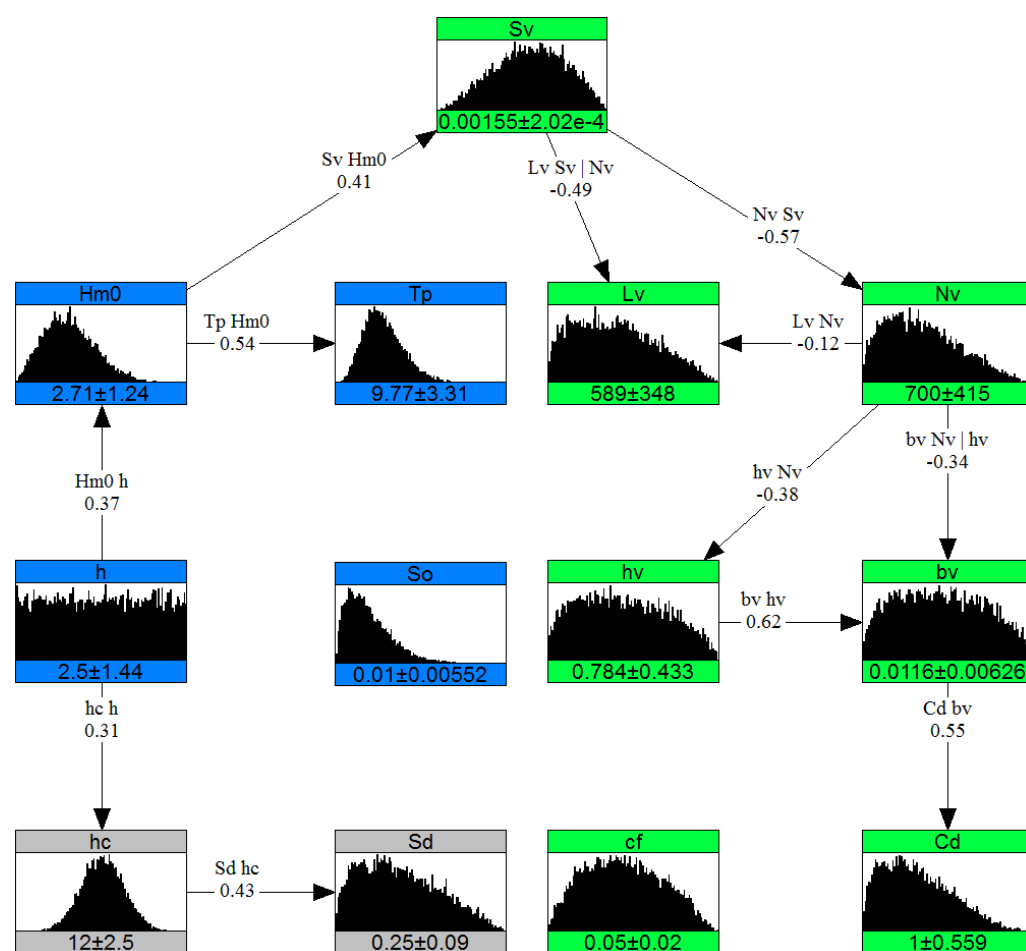 Sv
0.00155±2.02e-4
Sv Hm0
0.41
Lv Sv | Nv
-0.49
Nv Sv
-0.57
Hm0
2.71±1.24
Tp Hm0
0.54
Tp
9.77±3.31
Lv
589±348
Lv Nv
-0.12
Nv
700±415
Hm0 h
0.37
hv Nv
-0.38
bv Nv | hv
-0.34
h
2.5±1.44
So
0.01±0.00552
hv
0.784±0.433
bv hv
0.62
bv
0.0116±0.00626
hc h
0.31
Cd bv
0.55
hc
12±2.5
Sd hc
0.43
Sd
0.25±0.09
cf
0.05±0.02
Cd
1±0.559